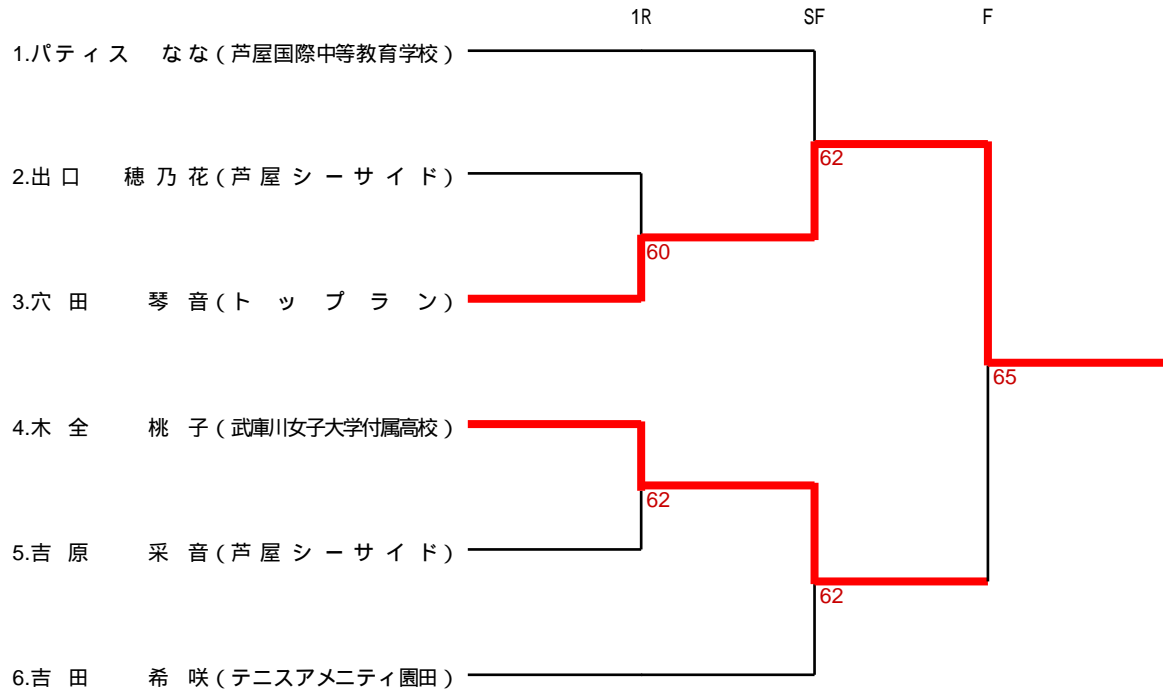 1R SF F
1.パティス なな(芦屋国際中等教育学校)
62
2.出口 穂乃花(芦屋シーサイド)
60
3.穴田 琴音(トップラン)
65
4.木全 桃子(武庫川女子大学付属高校)
62
5.吉原 采音(芦屋シーサイド)
62
6.吉田 希咲(テニスアメニティ園田)